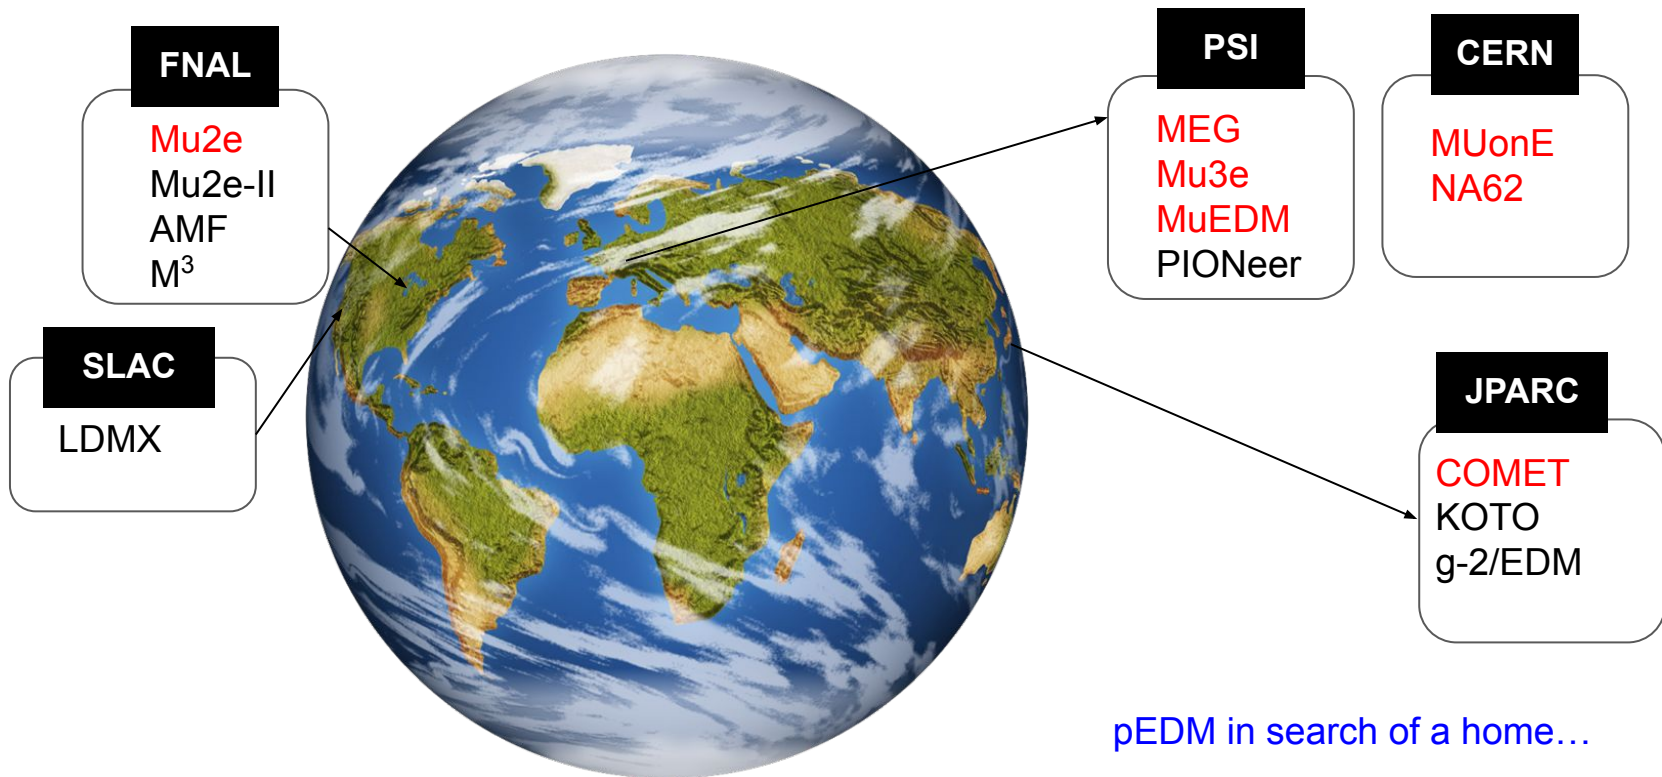 FNAL
Mu2e
Mu2e-II
AMF
M³
SLAC
LDMX
PSI
MEG
Mu3e
MuEDM
PIONeer
CERN
MUonE
NA62
JPARC
COMET
KOTO
g-2/EDM
pEDM in search of a home…